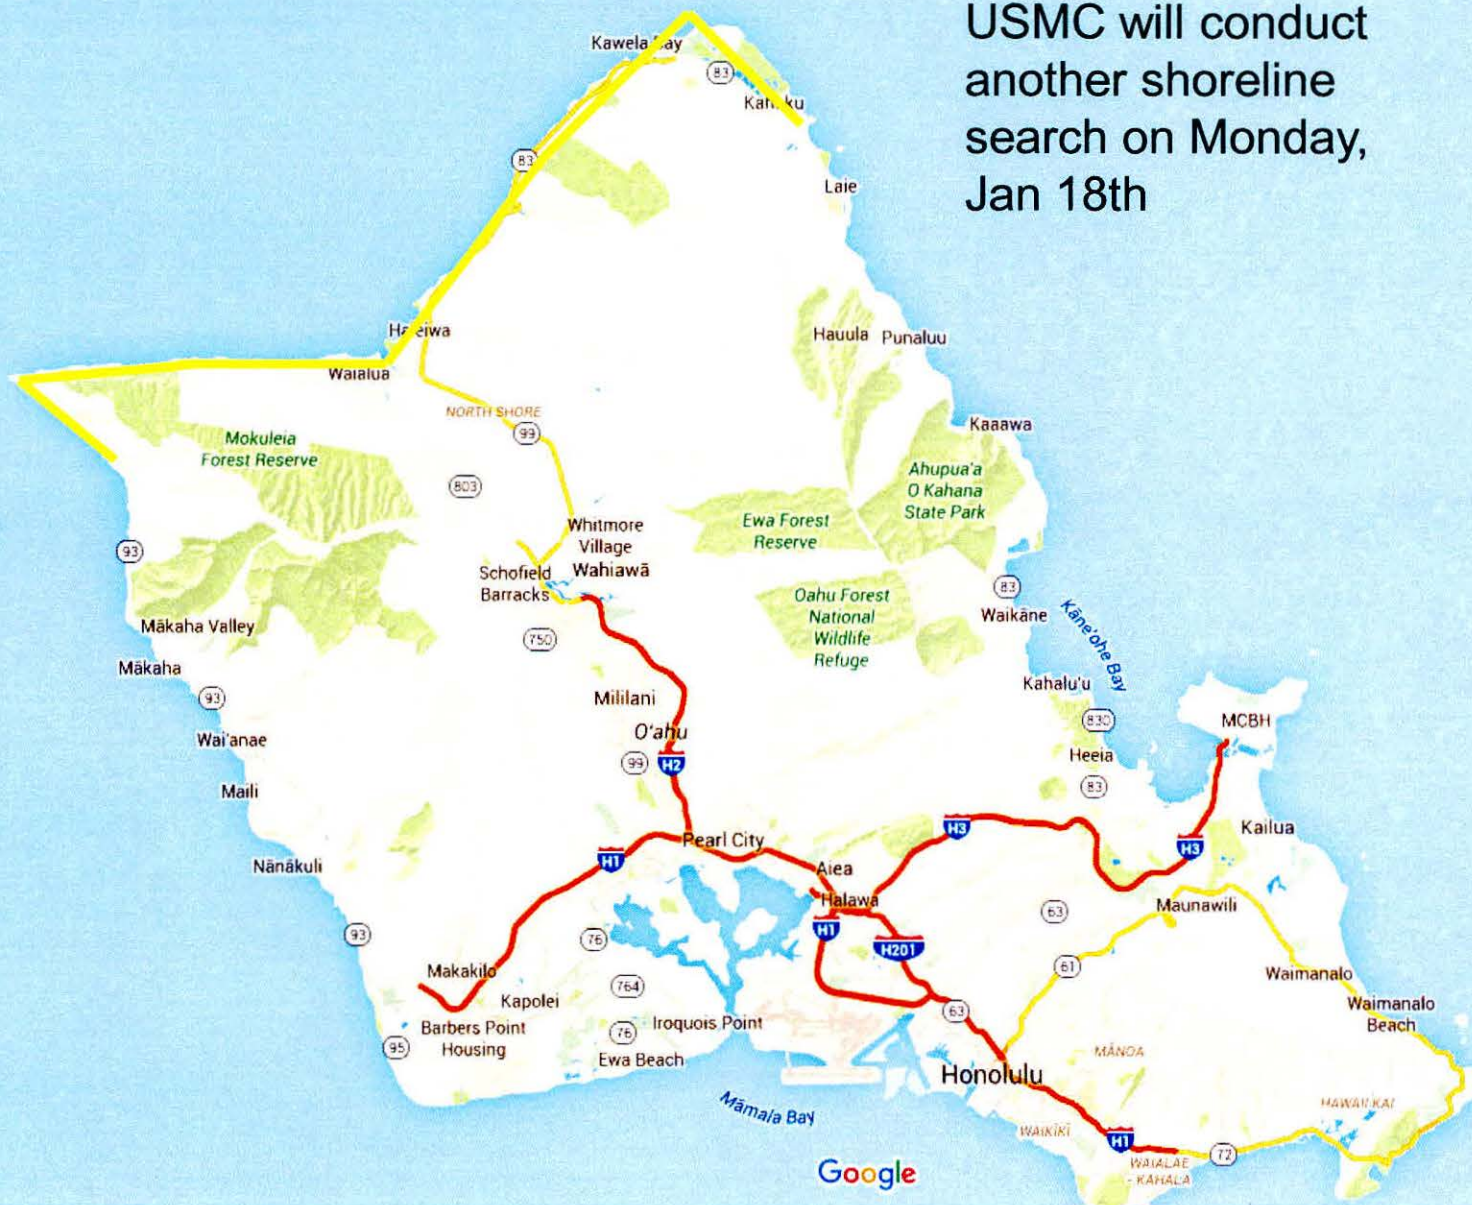 USMC will conduct
another shoreline
search on Monday,
Jan 18th
Kawela Bay
83
Kahuku
83
Laie
Haleiwa
Hauula
Punaluu
Waialua
NORTH SHORE
99
Kaaawa
Mokuleia
Forest Reserve
803
Ahupua'a
O Kahana
State Park
Ewa Forest
Reserve
Whitmore
Village
Wahiawā
93
Schofield
Barracks
83
Oahu Forest
National
Wildlife
Refuge
Waikāne
Kāne'ohe Bay
Mākaha Valley
750
Mākaha
93
Mililani
Kahalu'u
830
MCBH
Wai'anae
O'ahu
99
H2
Heeia
83
Maili
H3
Kailua
Pearl City
H3
Nānākuli
H1
Aiea
Halawa
63
Maunawili
93
76
H1
H201
61
Makakilo
Waimanalo
764
Kapolei
63
Waimanalo
Beach
Barbers Point
Housing
76
Iroquois Point
95
Ewa Beach
MĀNOA
Honolulu
Māmala Bay
HAWAII KAI
WAIKĪKĪ
H1
72
WAIALAE
- KAHALA
Google